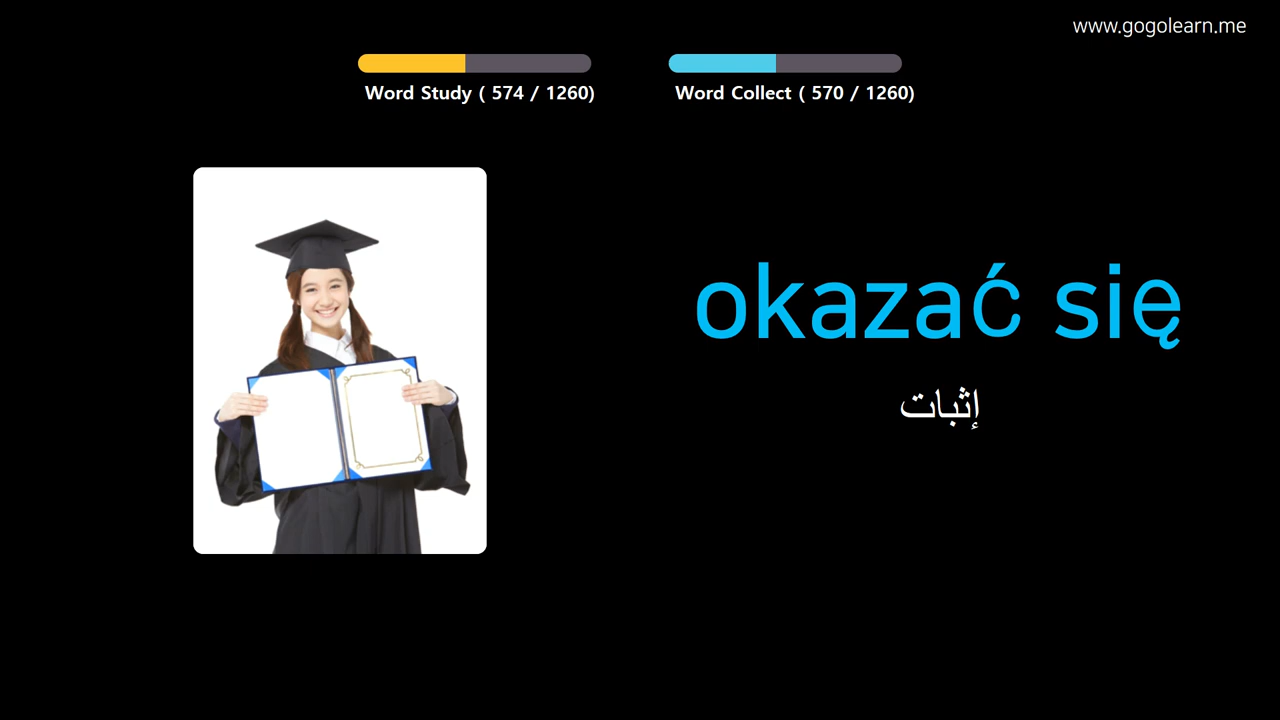 www.gogolearn.me
Word Study ( 574 / 1260)
Word Collect ( 570 / 1260)
okazać się
إثبات